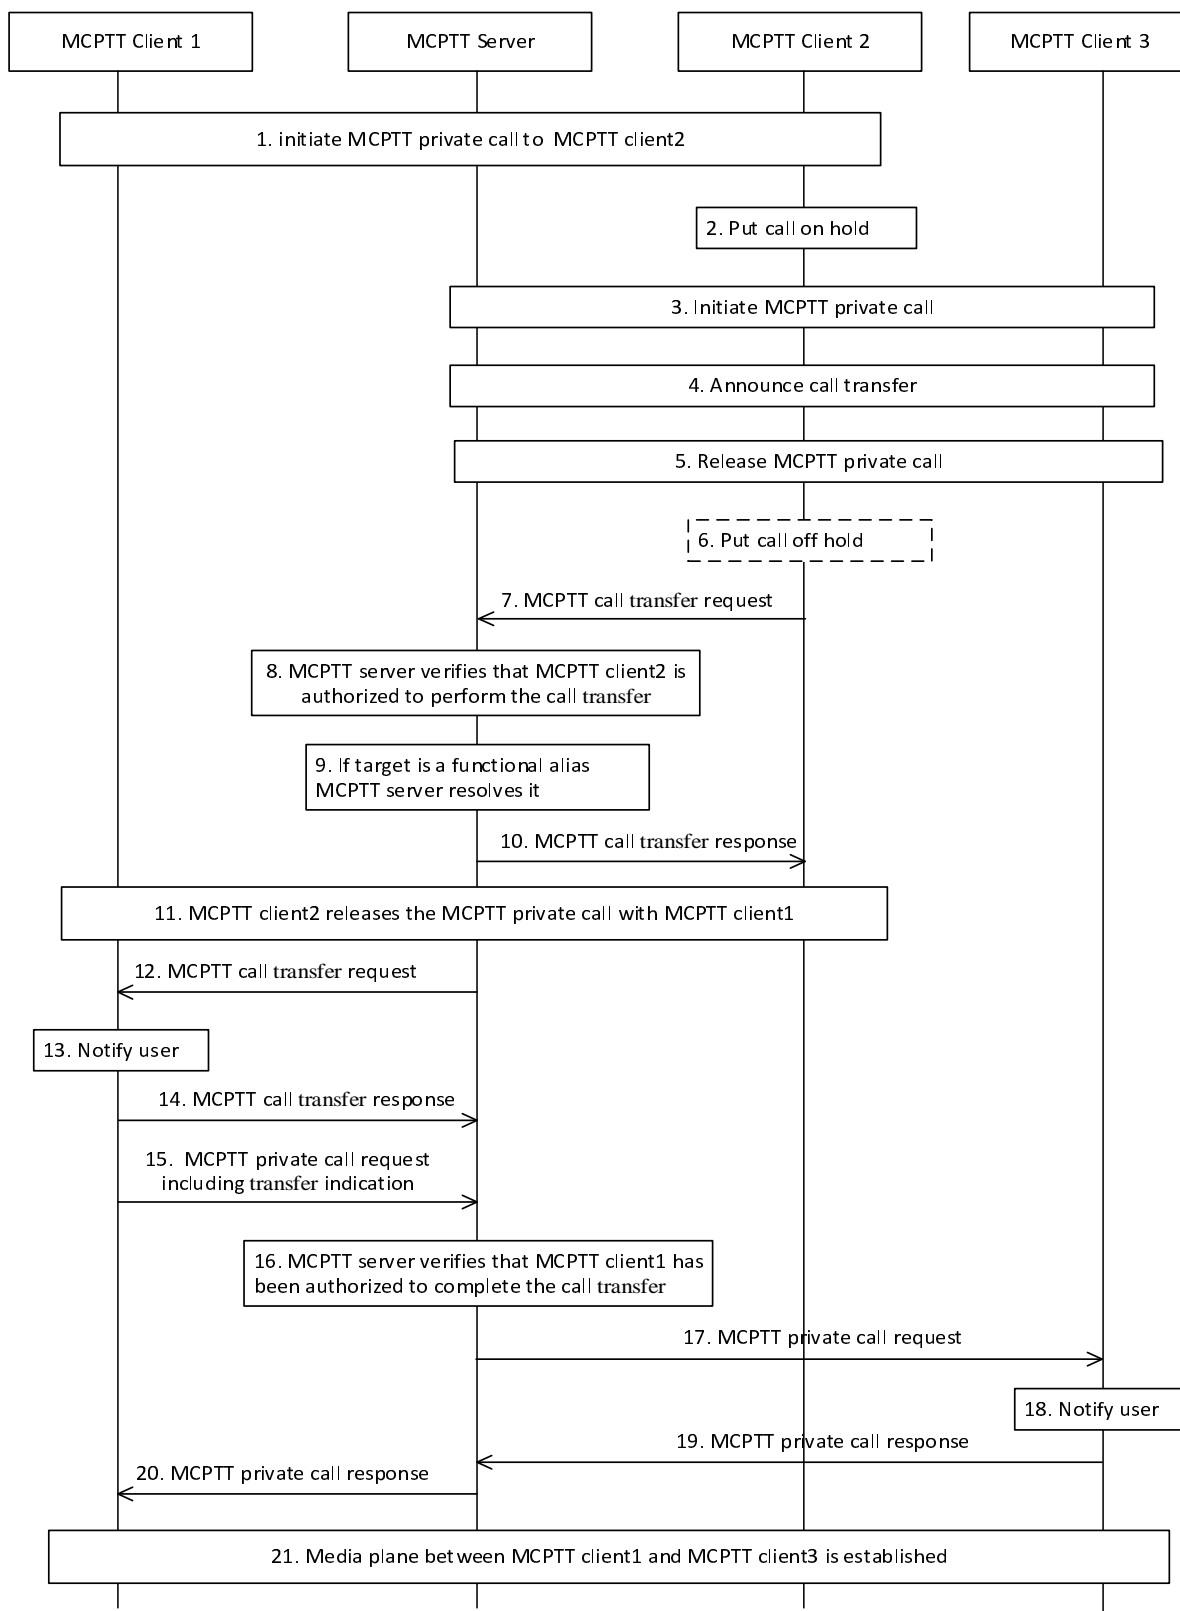 MCPTT Client 1
MCPTT Server
MCPTT Client 2
MCPTT Client 3
1. initiate MCPTT private call to MCPTT client2
2. Put call on hold
3. Initiate MCPTT private call
4. Announce call transfer
5. Release MCPTT private call
6. Put call off hold
7. MCPTT call transfer request
8. MCPTT server verifies that MCPTT client2 is
authorized to perform the call transfer
9. If target is a functional alias
MCPTT server resolves it
10. MCPTT call transfer response
11. MCPTT client2 releases the MCPTT private call with MCPTT client1
12. MCPTT call transfer request
13. Notify user
14. MCPTT call transfer response
15. MCPTT private call request
including transfer indication
16. MCPTT server verifies that MCPTT client1 has
been authorized to complete the call transfer
17. MCPTT private call request
18. Notify user
19. MCPTT private call response
20. MCPTT private call response
21. Media plane between MCPTT client1 and MCPTT client3 is established